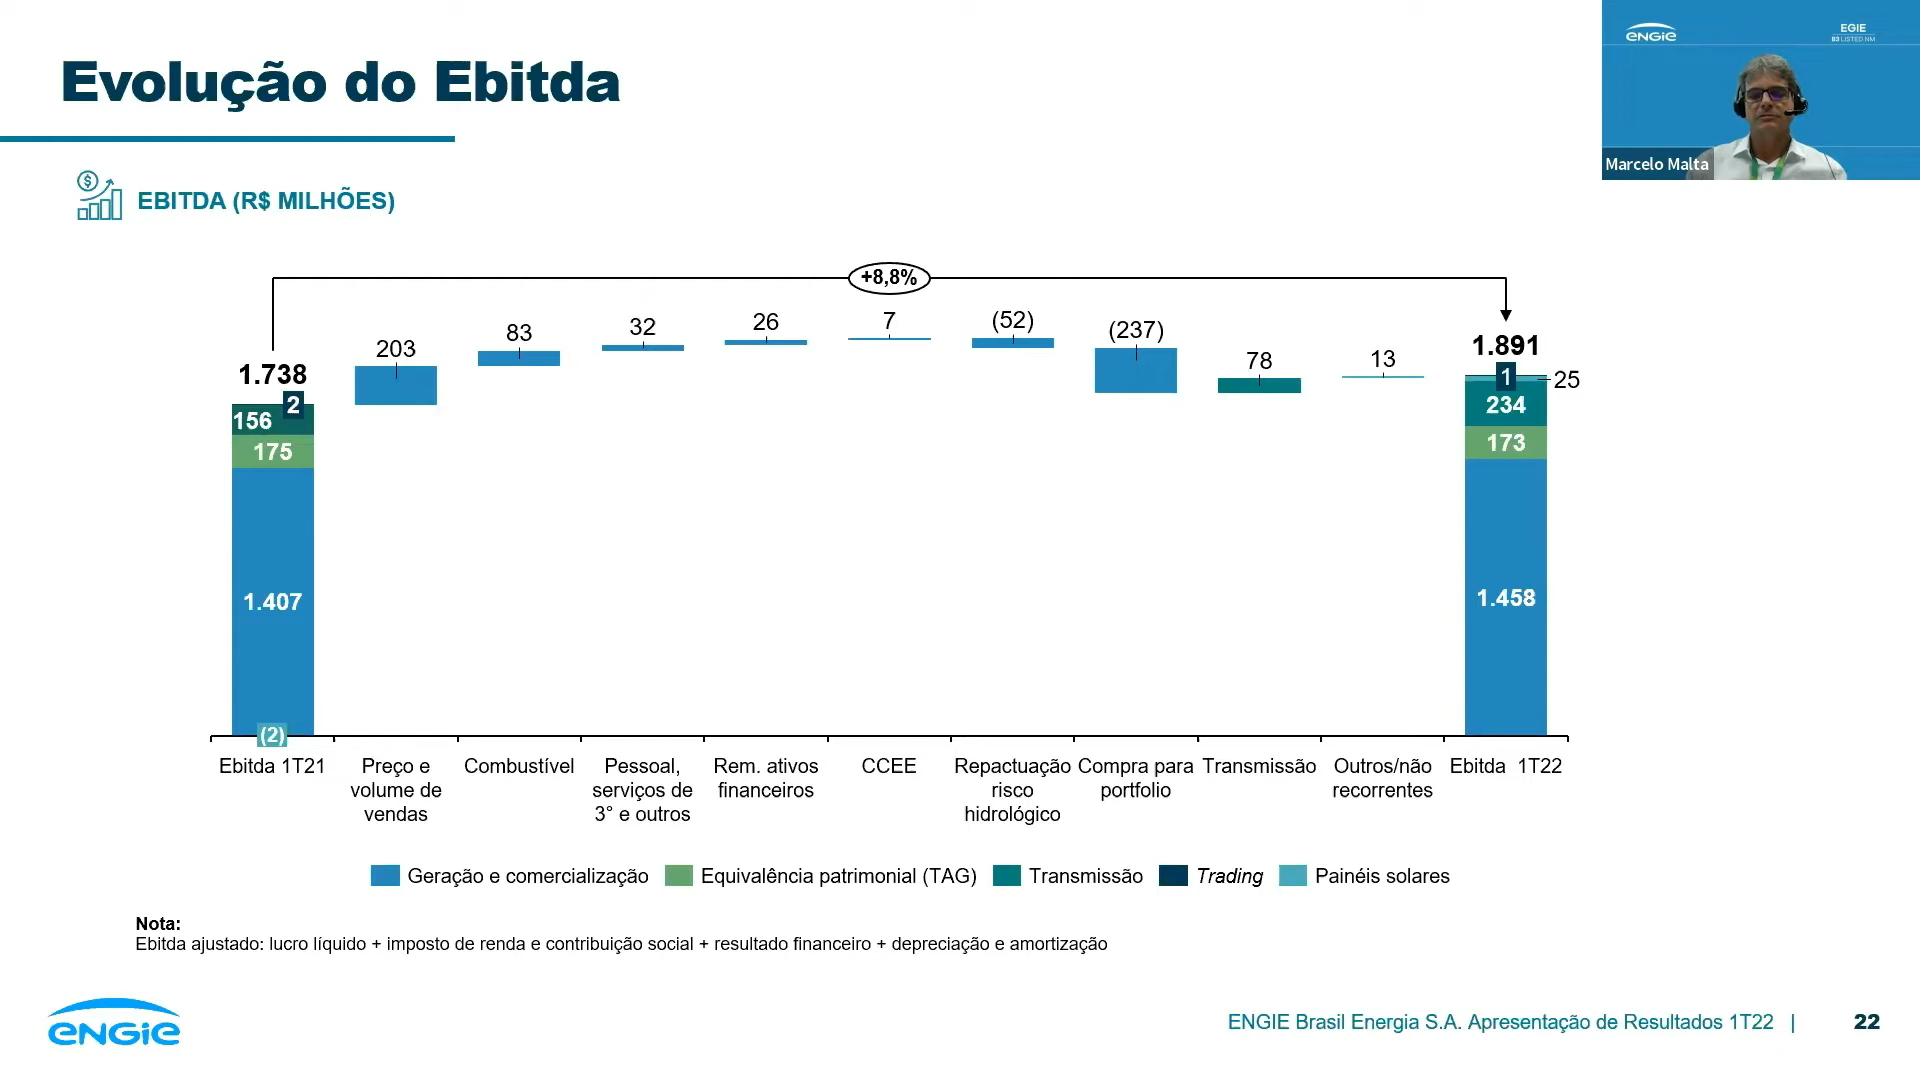 Evolução do Ebitda
ENGIE
EGIE
B3 LISTED NM
Marcelo Malta
EBITDA (R$ MILHÕES)
+8,8%
1.738
203
83
32
26
7
(52)
(237)
78
13
1.891
2
156
175
1.407
(2)
1
25
234
173
1.458
Ebitda 1T21
Preço e
volume de
vendas
Combustível
Pessoal,
serviços de
3° e outros
Rem. ativos
financeiros
CCEE
Repactuação
risco
hidrológico
Compra para
portfolio
Transmissão
Outros/não
recorrentes
Ebitda 1T22
Geração e comercialização
Equivalência patrimonial (TAG)
Transmissão
Trading
Painéis solares
Nota:
Ebitda ajustado: lucro líquido + imposto de renda e contribuição social + resultado financeiro + depreciação e amortização
ENGIE
ENGIE Brasil Energia S.A. Apresentação de Resultados 1T22 | 22